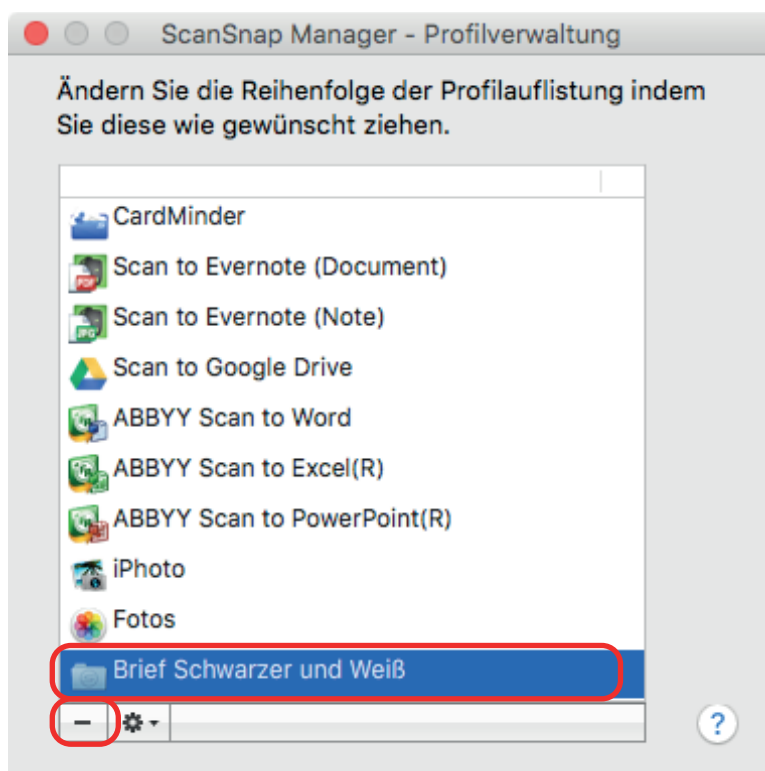 ScanSnap Manager - Profilverwaltung
Ändern Sie die Reihenfolge der Profilauflistung indem
Sie diese wie gewünscht ziehen.
CardMinder
PDF
Scan to Evernote (Document)
JPG
Scan to Evernote (Note)
Scan to Google Drive
ABBYY Scan to Word
ABBYY Scan to Excel(R)
ABBYY Scan to PowerPoint(R)
iPhoto
Fotos
Brief Schwarzer und Weiß
?